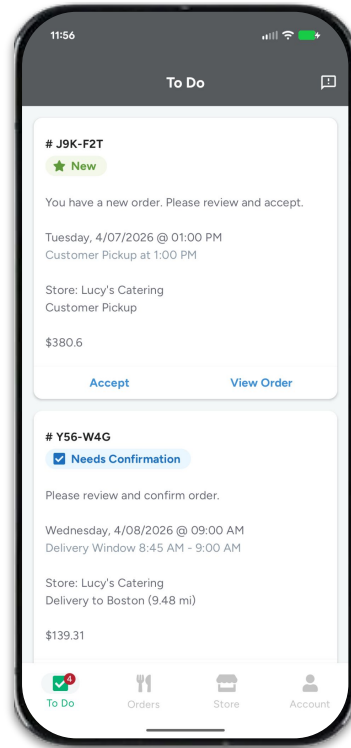 11:56
To Do
# J9K-F2T
New
You have a new order. Please review and accept.
Tuesday, 4/07/2026 @ 01:00 PM
Customer Pickup at 1:00 PM
Store: Lucy's Catering
Customer Pickup
$380.6
Accept View Order
# Y56-W4G
Needs Confirmation
Please review and confirm order.
Wednesday, 4/08/2026 @ 09:00 AM
Delivery Window 8:45 AM - 9:00 AM
Store: Lucy's Catering
Delivery to Boston (9.48 mi)
$139.31
4
To Do Orders Store Account